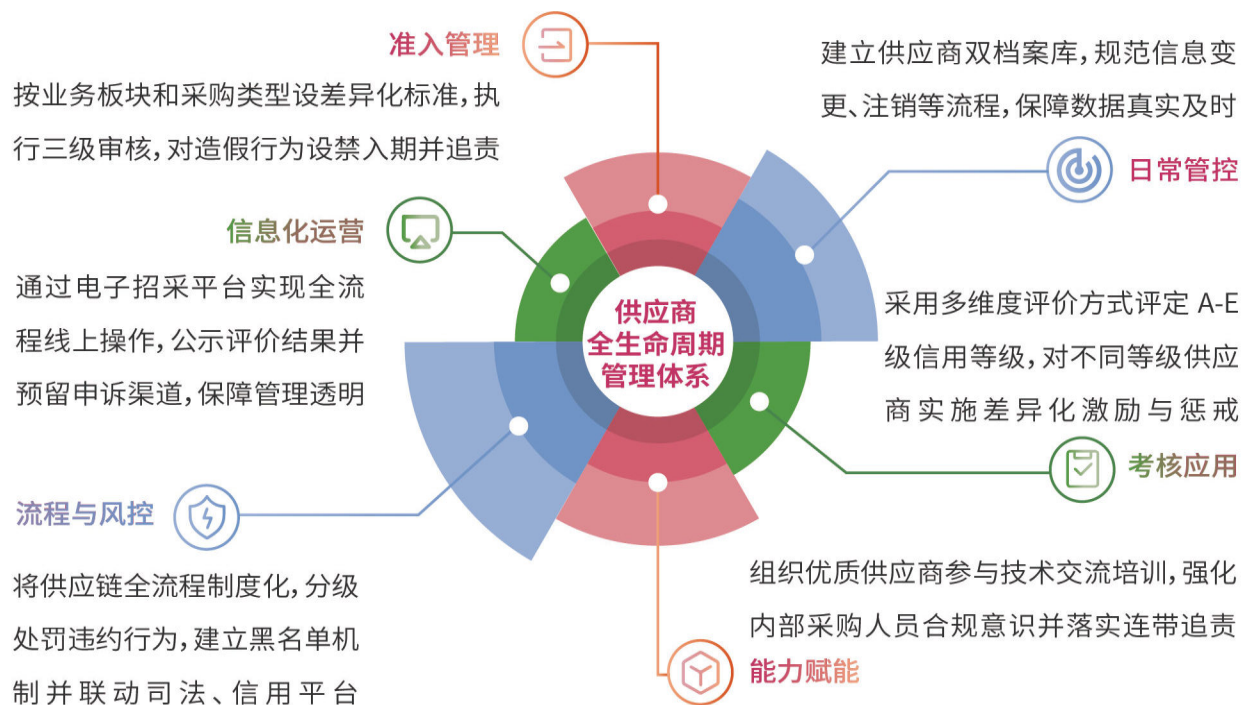 准入管理
按业务板块和采购类型设差异化标准，执
行三级审核，对造假行为设禁入期并追责
建立供应商双档案库，规范信息变
更、注销等流程，保障数据真实及时
日常管控
信息化运营
通过电子招采平台实现全流
程线上操作，公示评价结果并
预留申诉渠道，保障管理透明
供应商
全生命周期
管理体系
采用多维度评价方式评定 A-E
级信用等级，对不同等级供应
商实施差异化激励与惩戒
考核应用
流程与风控
将供应链全流程制度化，分级
处罚违约行为，建立黑名单机
制并联动司法、信用平台
组织优质供应商参与技术交流培训，强化
内部采购人员合规意识并落实连带追责
能力赋能